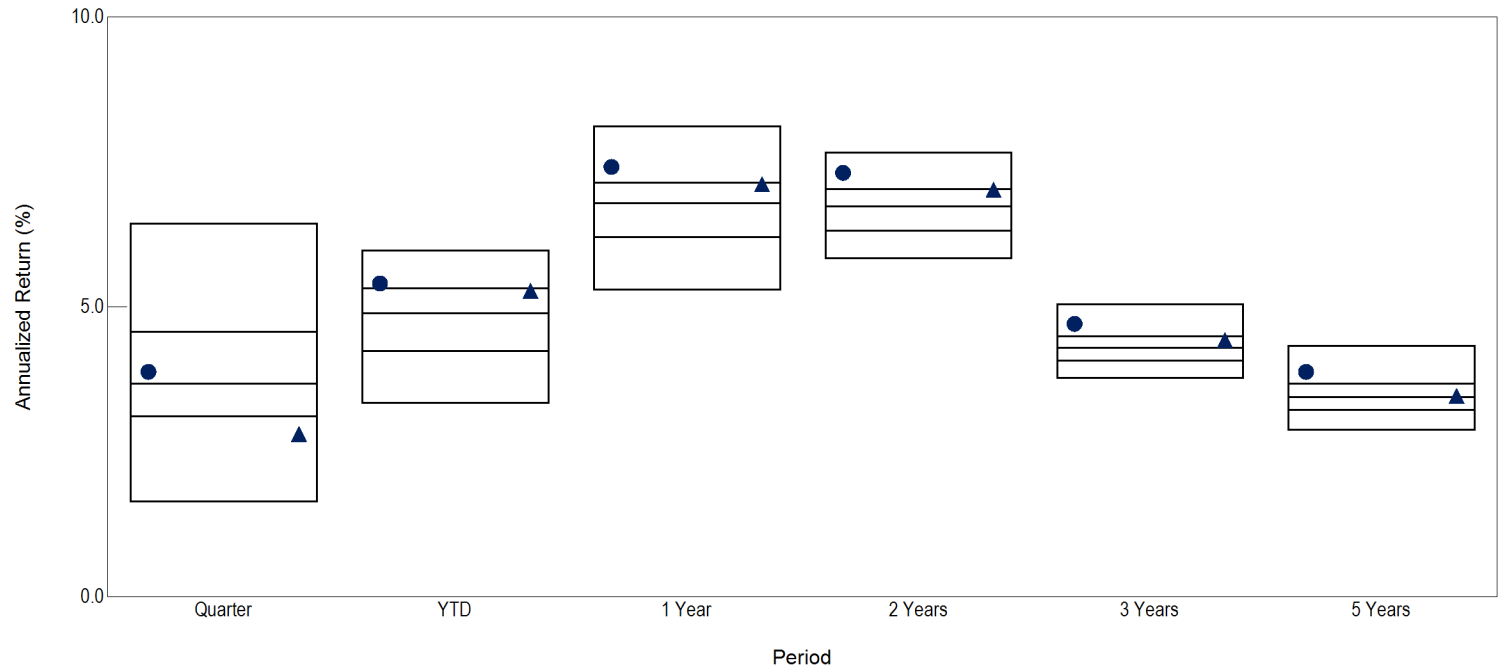 10.0
5.0
0.0
Annualized Return (%)
Quarter
YTD
1 Year
2 Years
3 Years
5 Years
Period